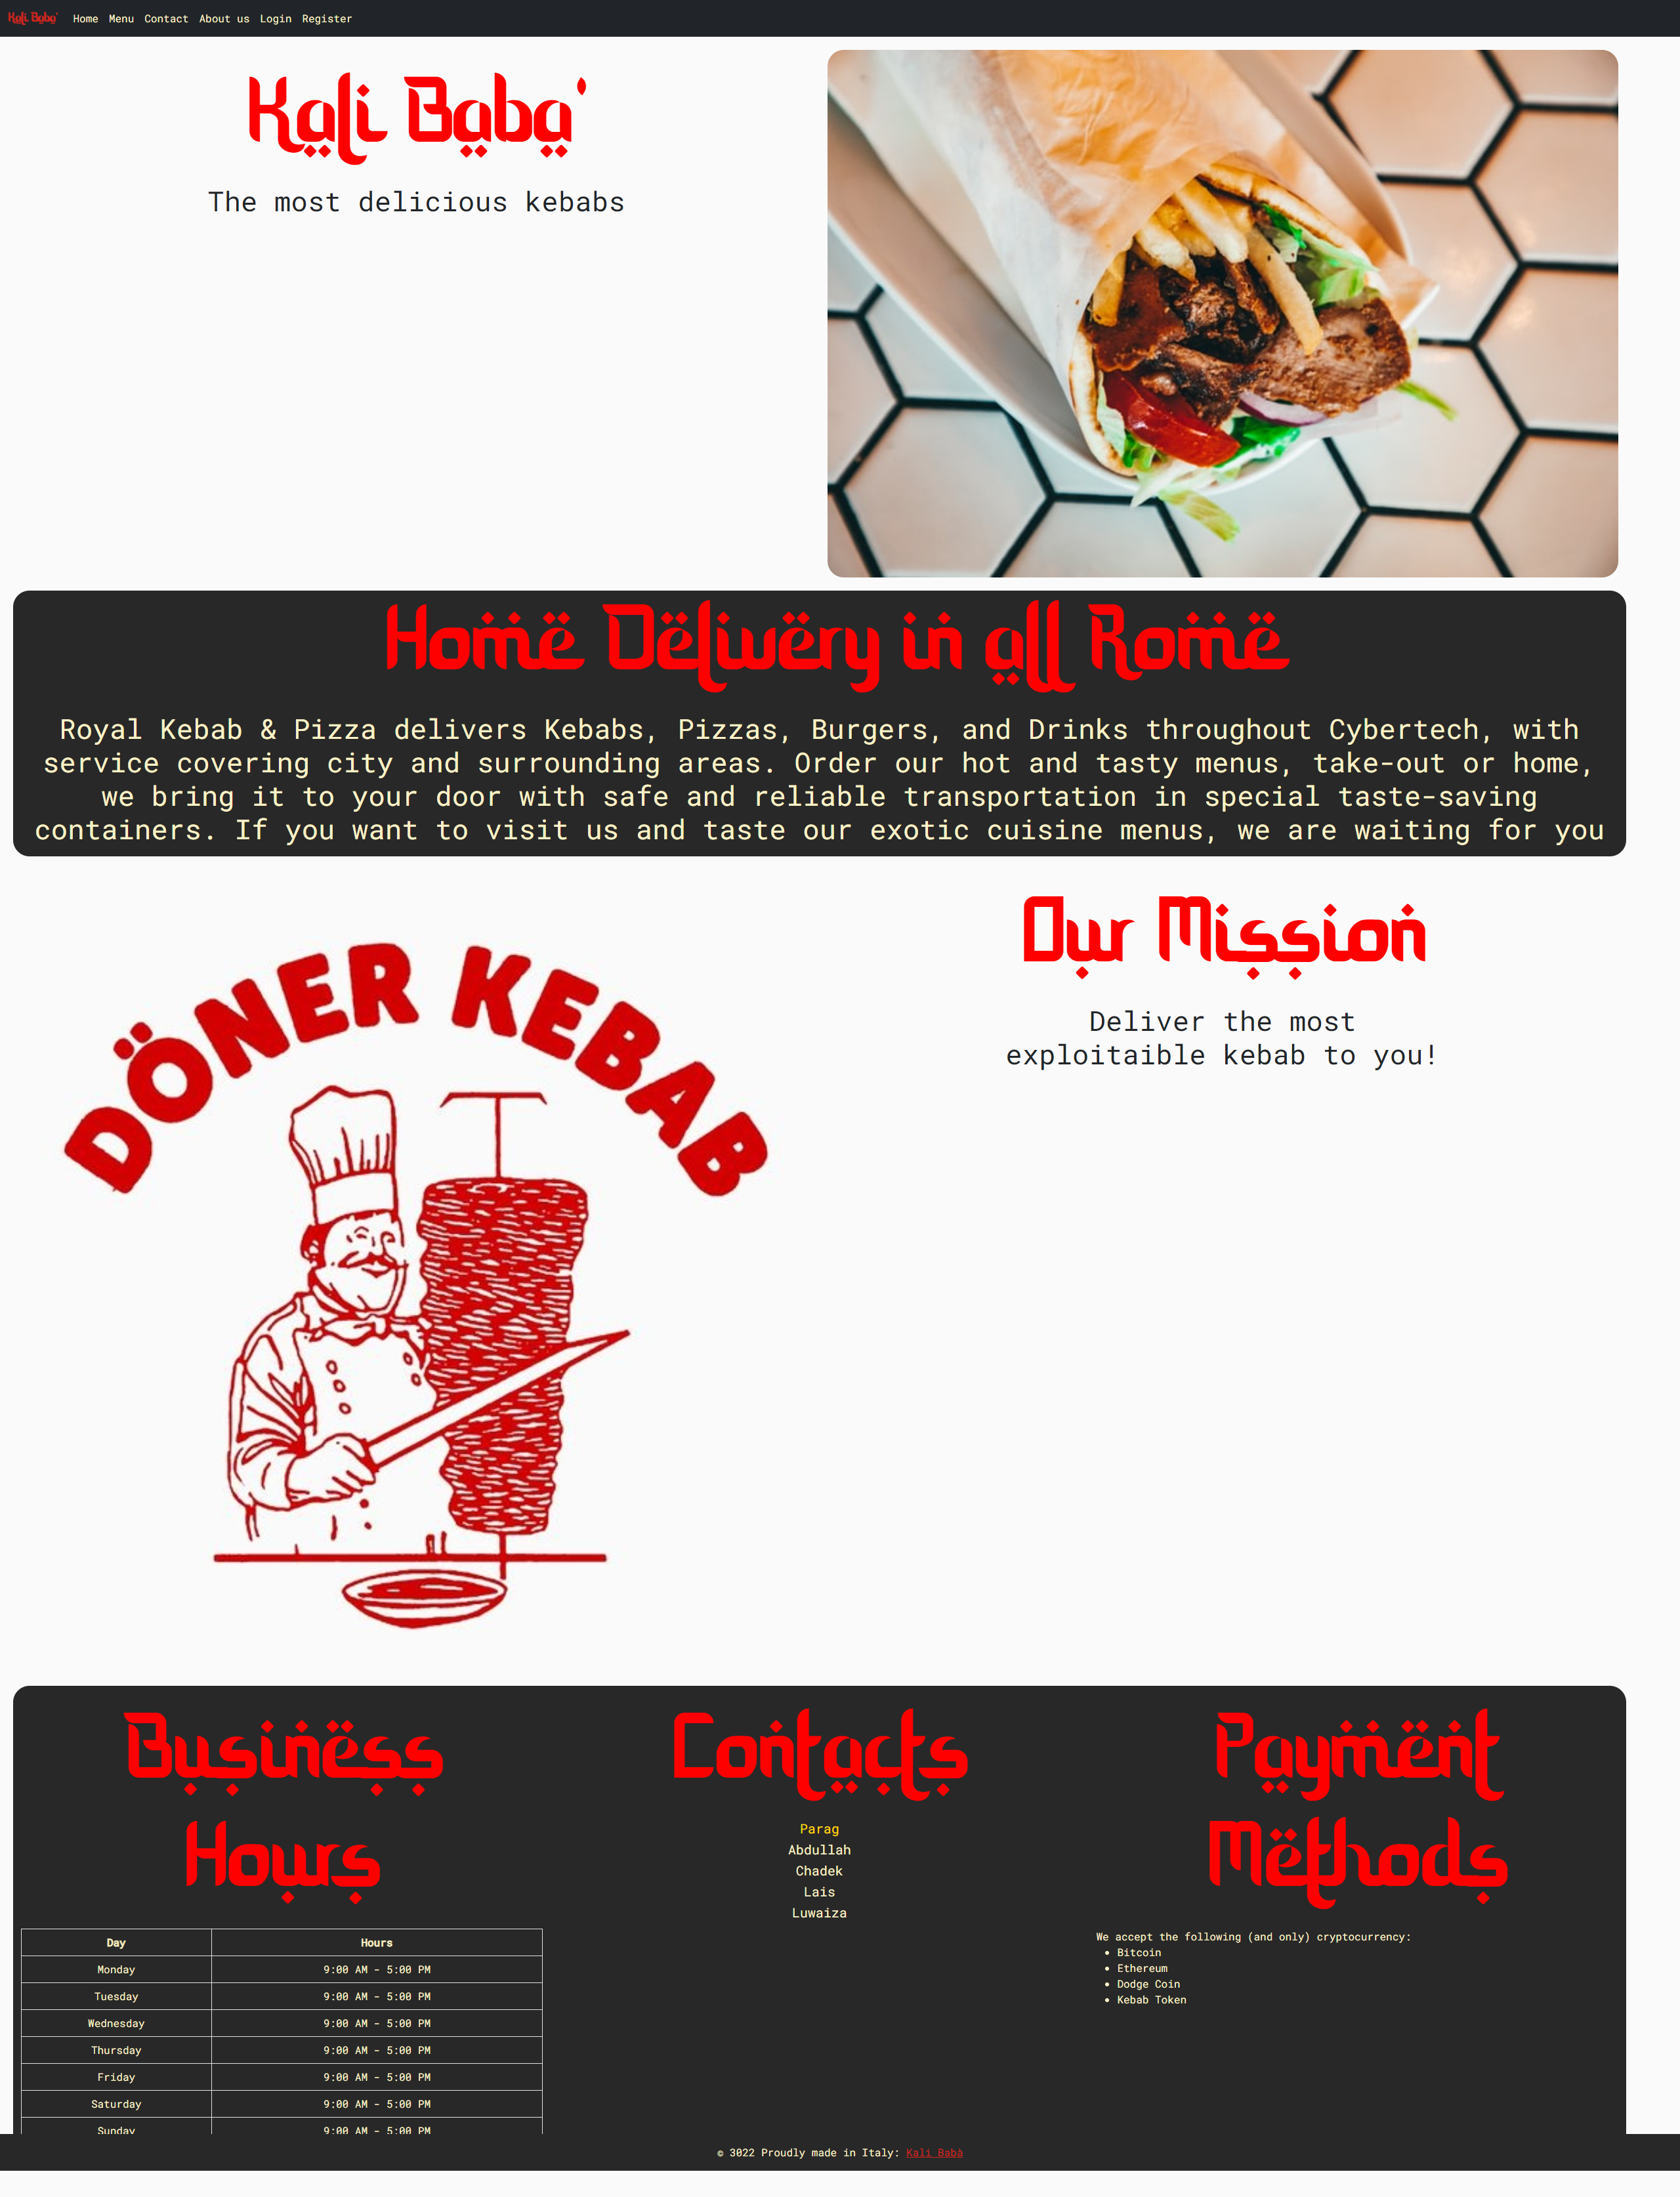 Kali Baba'
Home Menu Contact About us Login Register
Kali Baba'
The most delicious kebabs
Home Delivery in all Rome
Royal Kebab & Pizza delivers Kebabs, Pizzas, Burgers, and Drinks throughout Cybertech, with
service covering city and surrounding areas. Order our hot and tasty menus, take-out or home,
we bring it to your door with safe and reliable transportation in special taste-saving
containers. If you want to visit us and taste our exotic cuisine menus, we are waiting for you
DÖNER KEBAB
Our Mission
Deliver the most
exploitaible kebab to you!
Business
Hours
Day Hours
Monday 9:00 AM - 5:00 PM
Tuesday 9:00 AM - 5:00 PM
Wednesday 9:00 AM - 5:00 PM
Thursday 9:00 AM - 5:00 PM
Friday 9:00 AM - 5:00 PM
Saturday 9:00 AM - 5:00 PM
Sunday 9:00 AM - 5:00 PM
Contacts
Parag
Abdullah
Chadek
Lais
Luwaiza
Payment
Methods
We accept the following (and only) cryptocurrency:
• Bitcoin
• Ethereum
• Dodge Coin
• Kebab Token
© 3022 Proudly made in Italy: Kali Babà